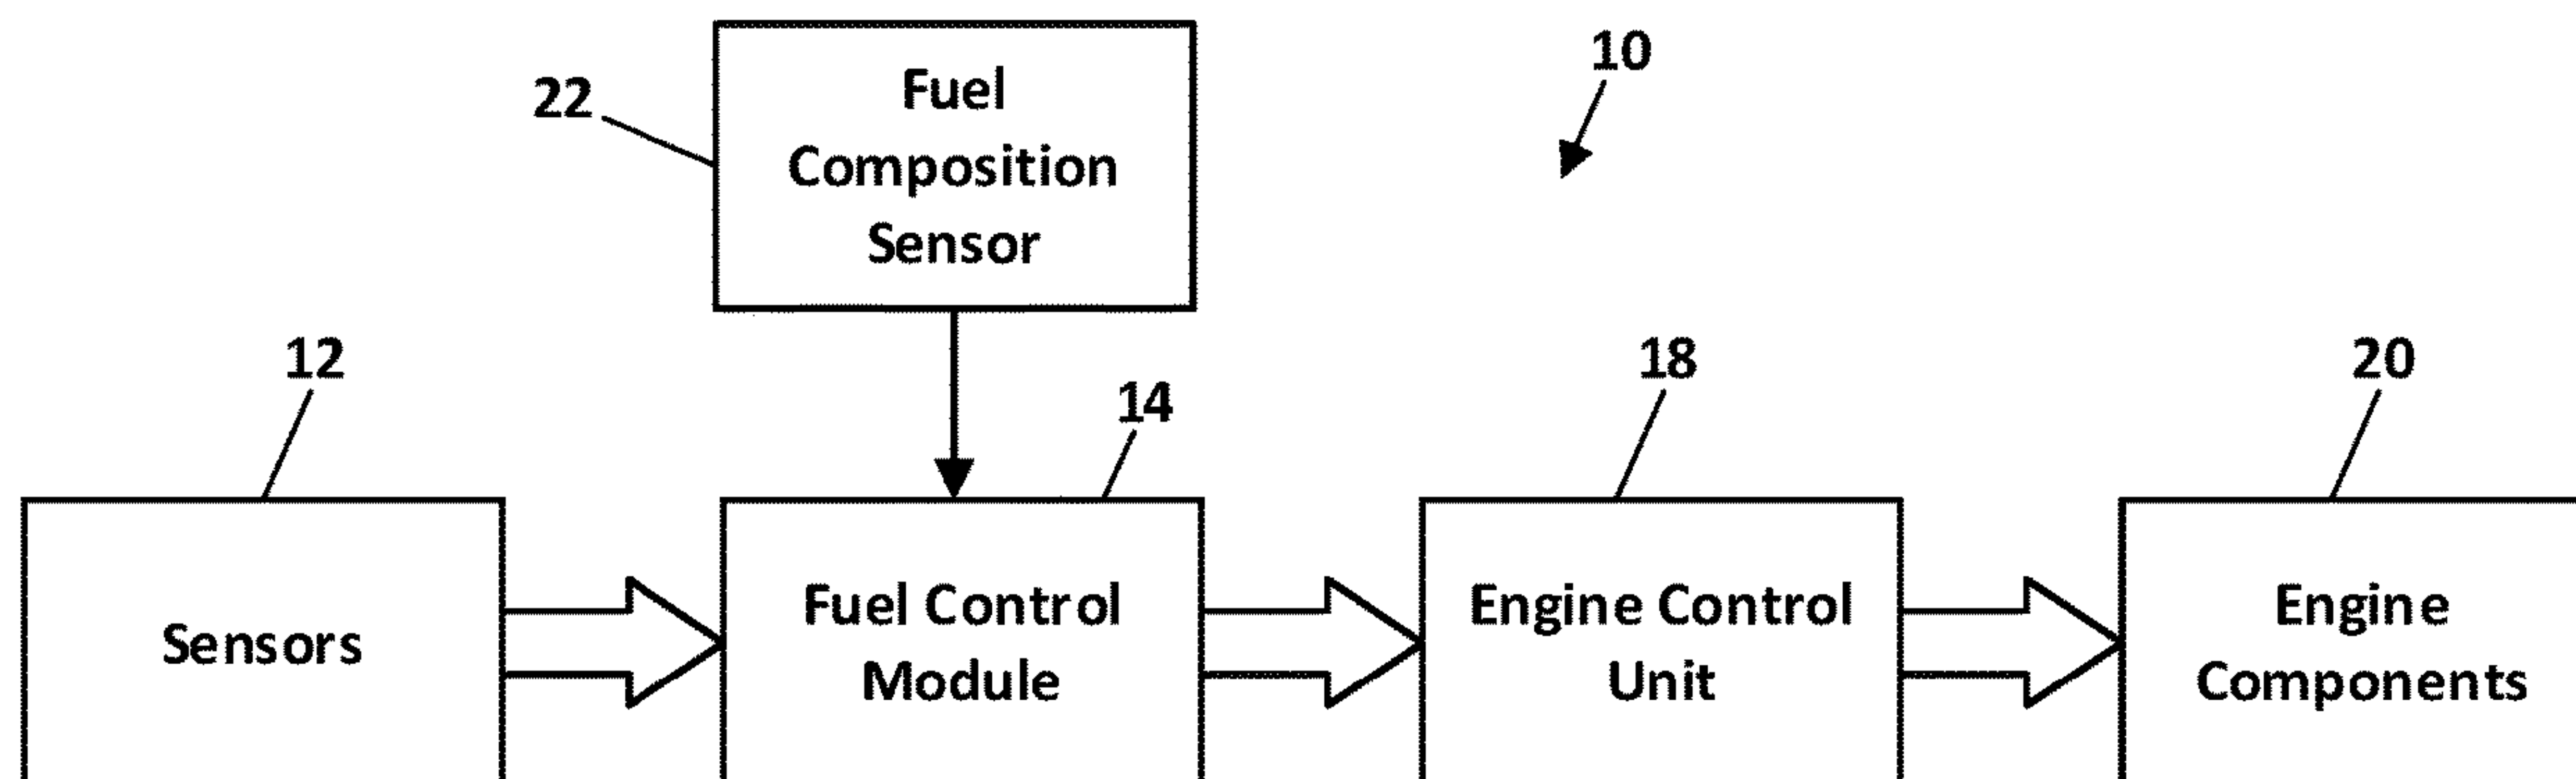 10
22
Fuel
Composition
Sensor
12
14
18
20
Sensors
Fuel Control
Module
Engine Control
Unit
Engine
Components